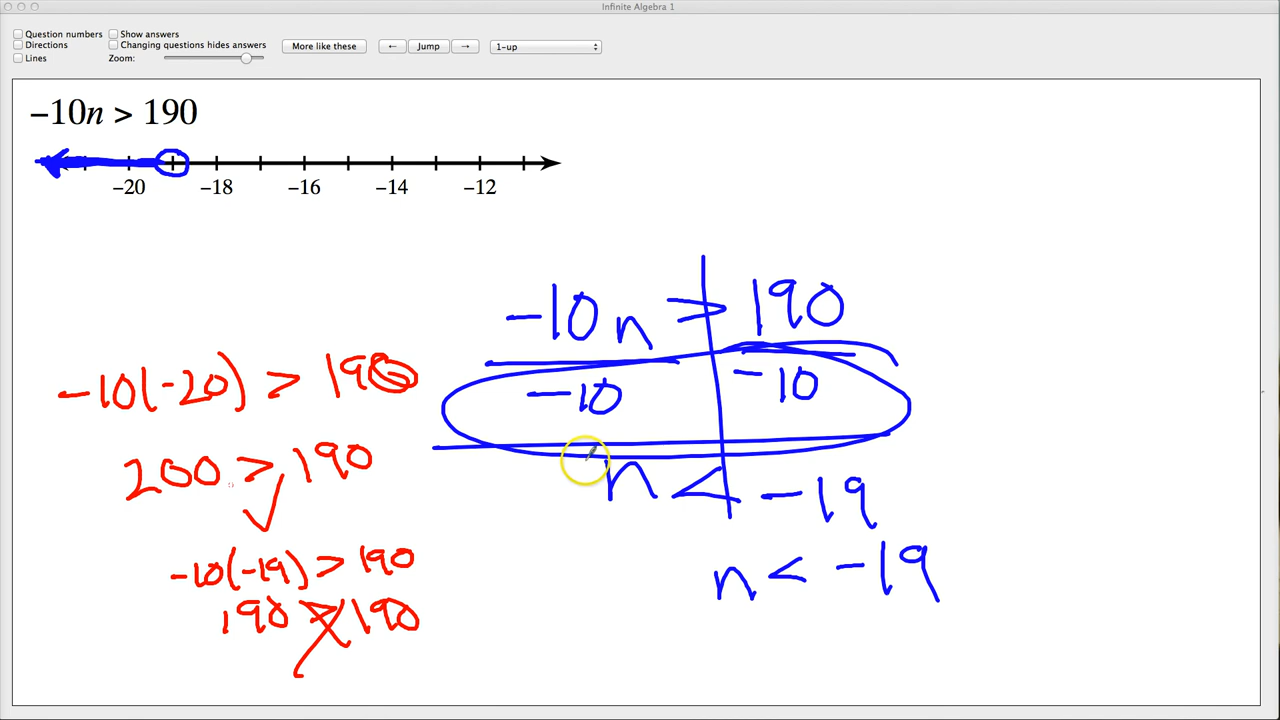 Infinite Algebra 1
Question numbers
Show answers
Directions
Changing questions hides answers
Lines
Zoom:
More like these
←
Jump
→
1-up
−10n > 190
−20 −18 −16 −14 −12
-10n > 190
-10 -10
n < -19
n < -19
-10(-20) > 190
200 > 190 ✓
-10(-19) > 190
190 > 190